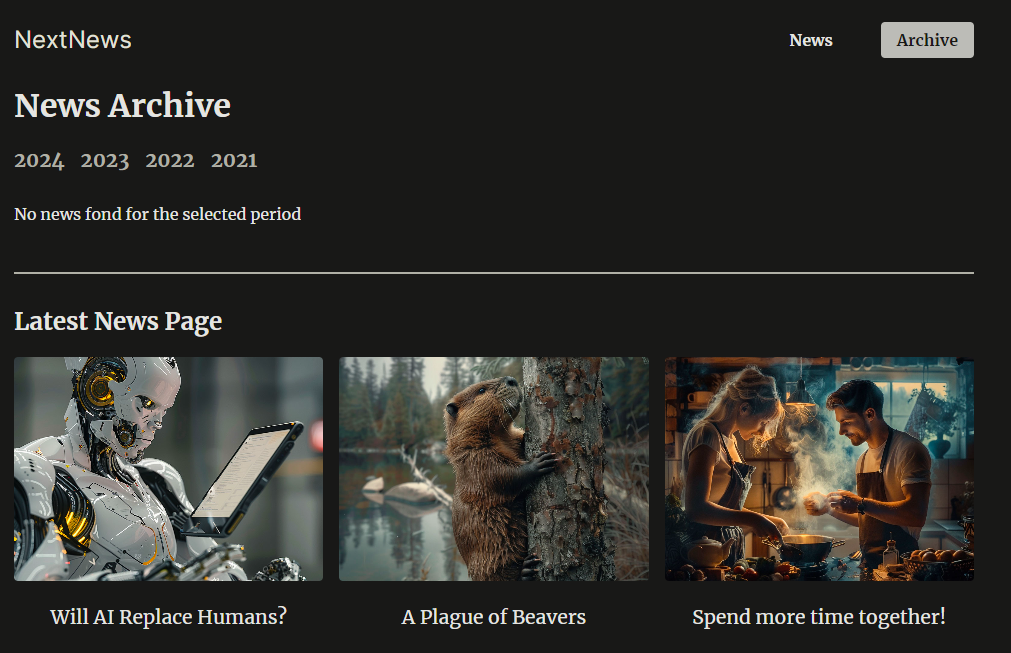 NextNews
News
Archive
News Archive
2024 2023 2022 2021
No news fond for the selected period
Latest News Page
Will AI Replace Humans?
A Plague of Beavers
Spend more time together!